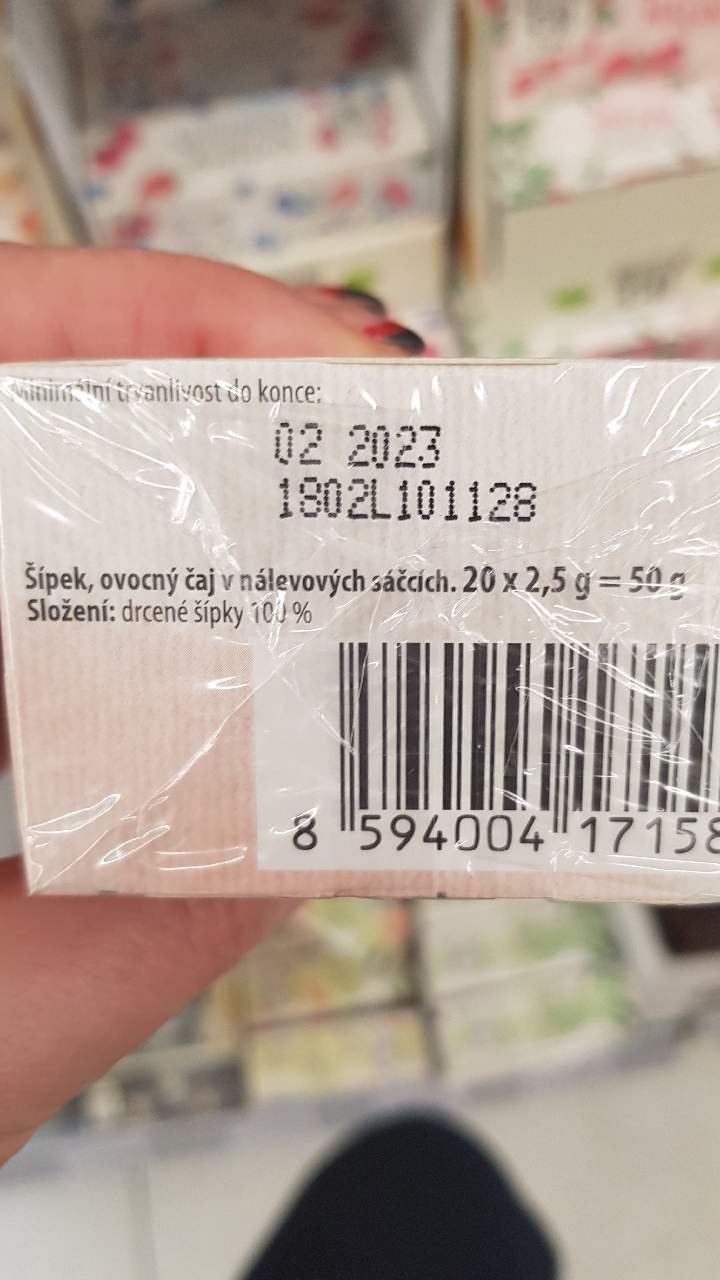 Minimální trvanlivost do konce:
02 2023
1802L101128
Šípek, ovocný čaj v nálevových sáčcích. 20 x 2,5 g = 50 g
Složení: drcené šípky 100 %
8 594004 17158